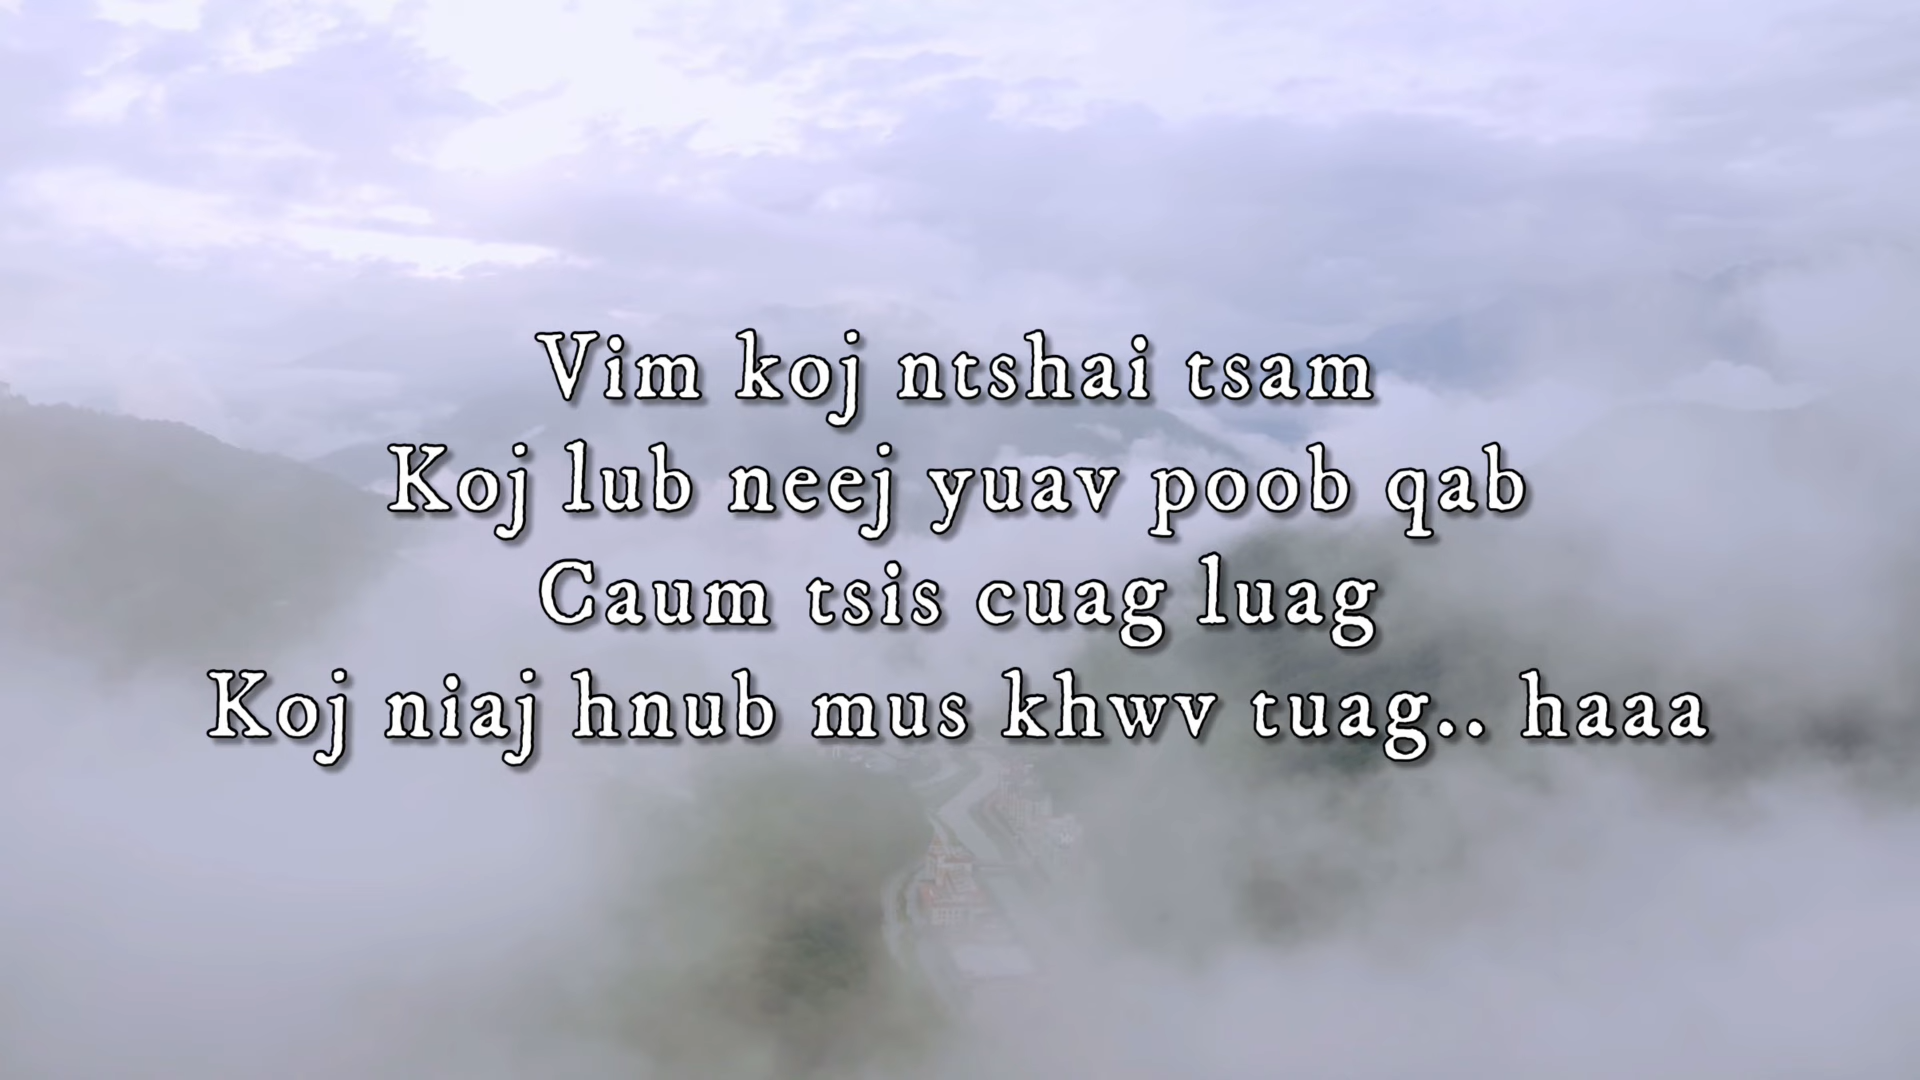 Vim koj ntshai tsam
Koj lub neej yuav poob qab
Caum tsis cuag luag
Koj niaj hnub mus khwv tuag.. haaa